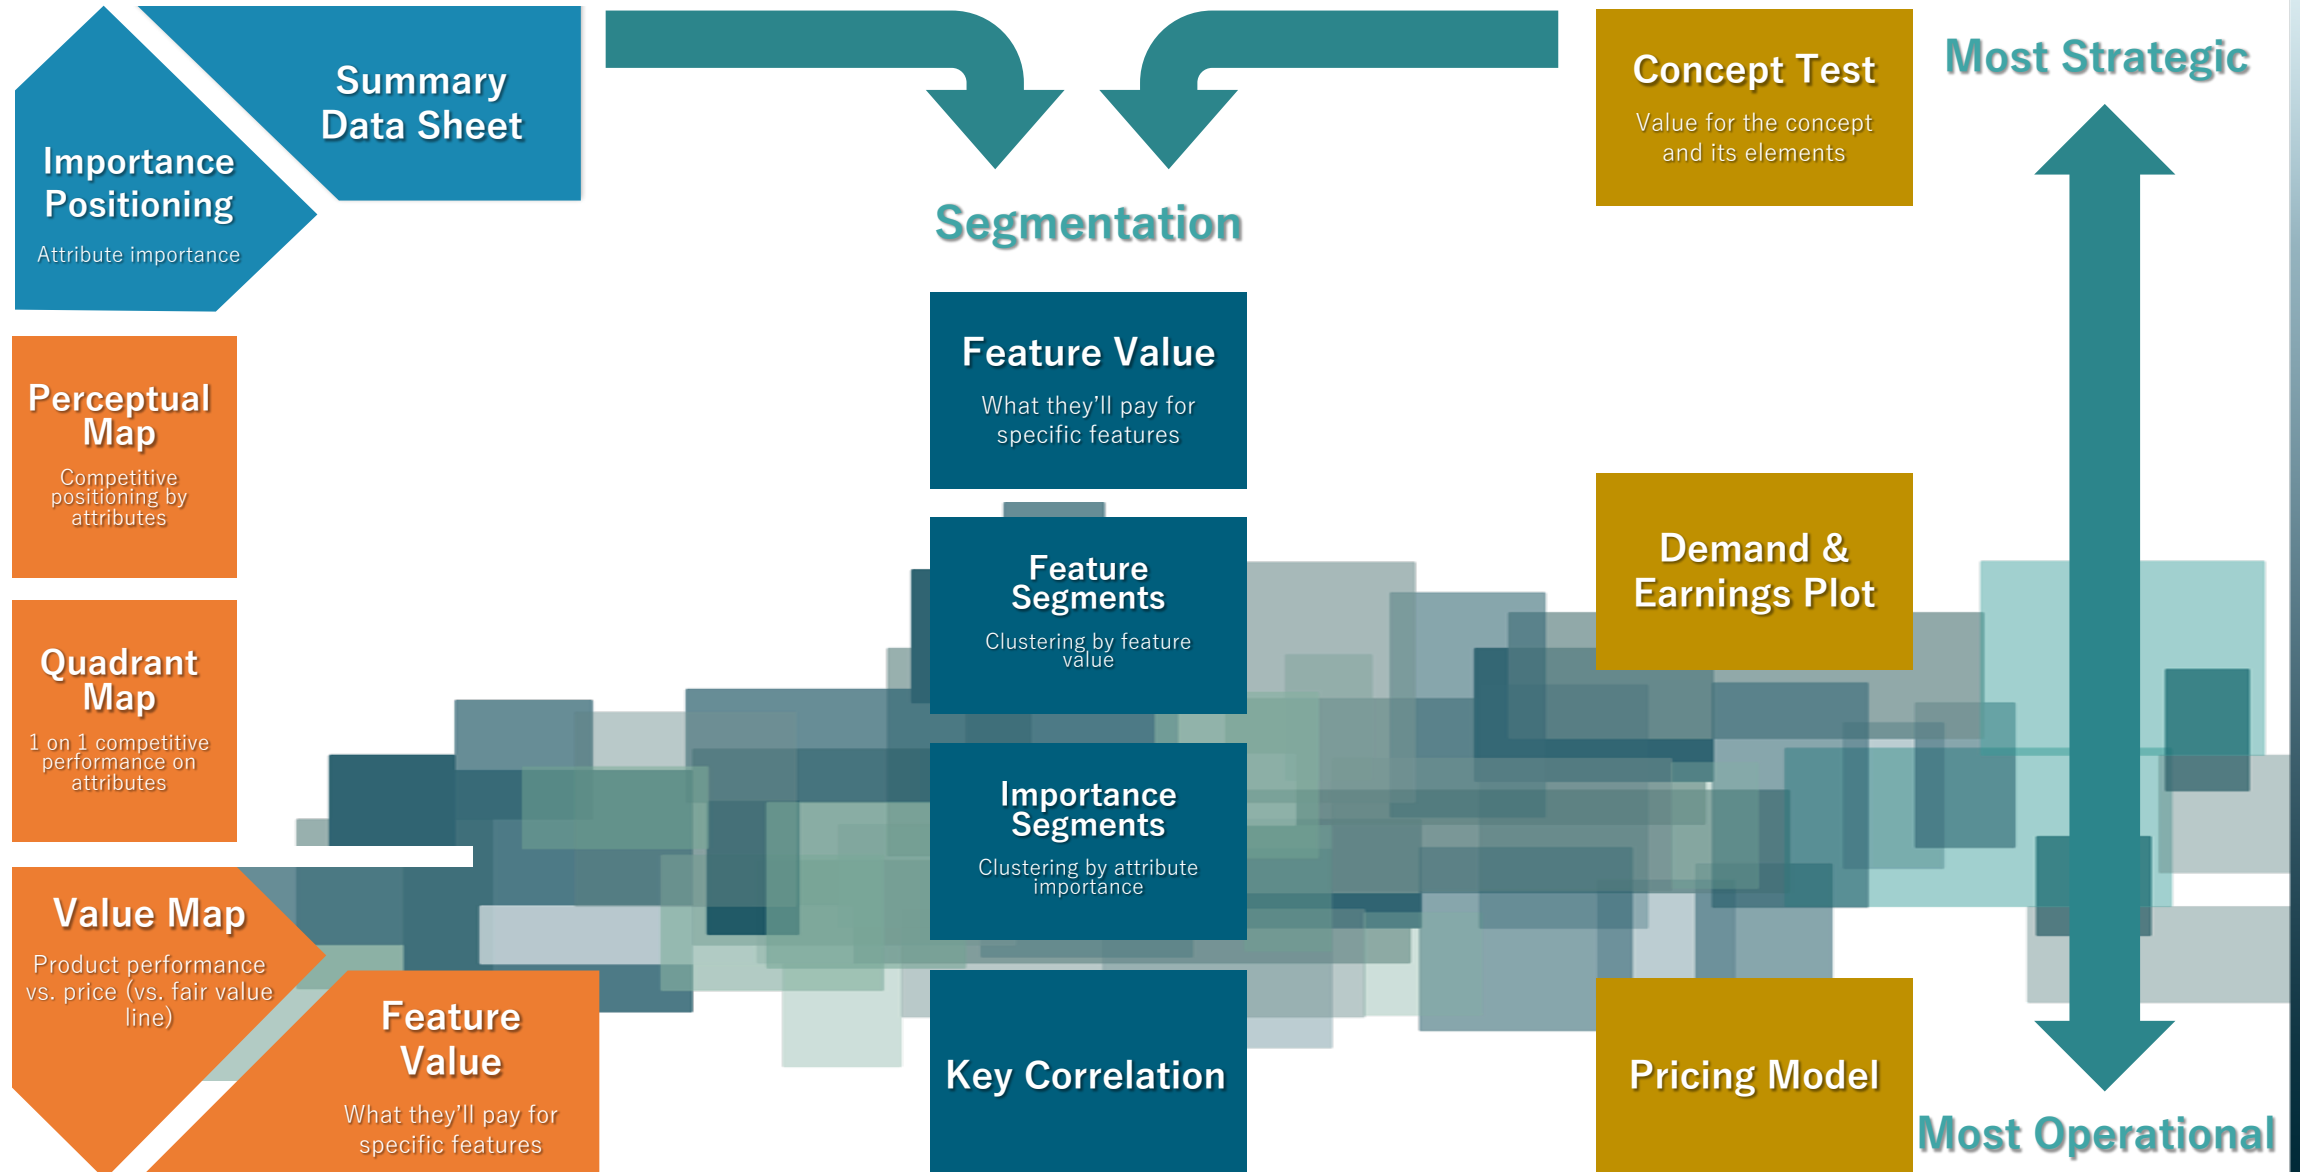 Summary
Data Sheet
Importance
Positioning
Attribute importance
Perceptual
Map
Competitive
positioning by
attributes
Quadrant
Map
1 on 1 competitive
performance on
attributes
Value Map
Product performance
vs. price (vs. fair value
line)
Feature
Value
What they’ll pay for
specific features
Segmentation
Feature Value
What they’ll pay for
specific features
Feature
Segments
Clustering by feature
value
Importance
Segments
Clustering by attribute
importance
Key Correlation
Concept Test
Value for the concept
and its elements
Demand &
Earnings Plot
Pricing Model
Most Strategic
Most Operational